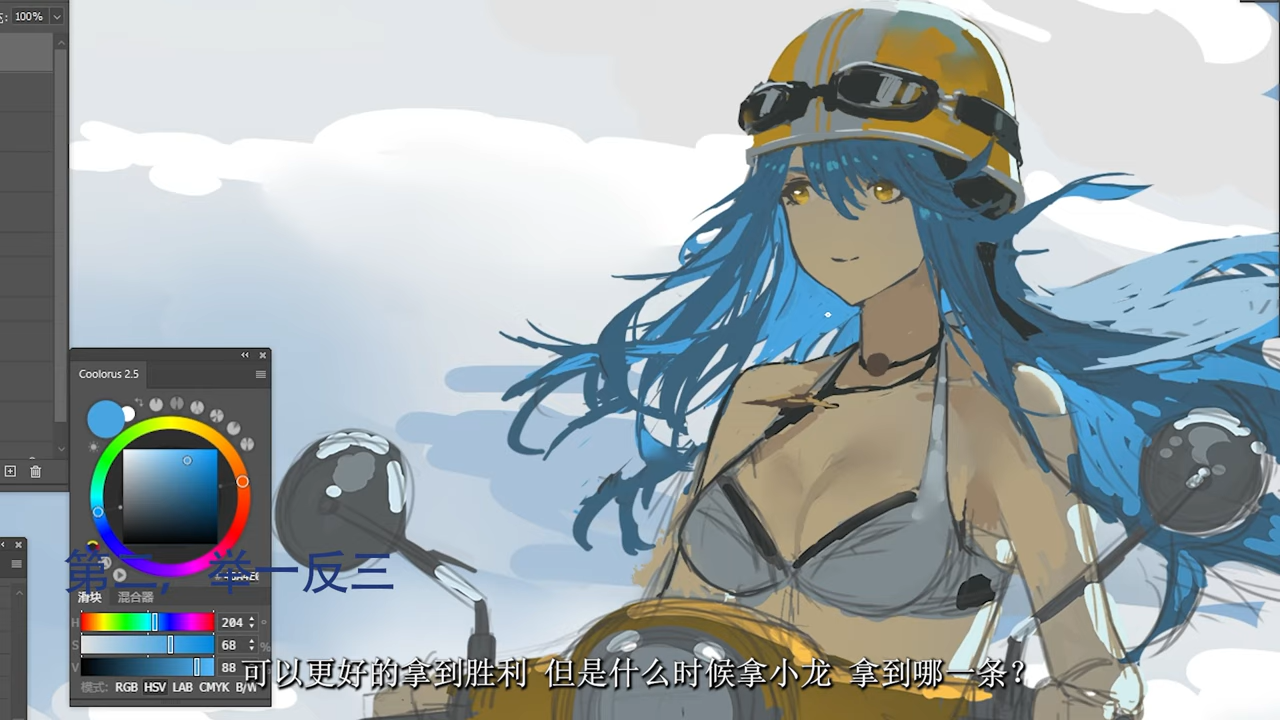 100%
Coolorus 2.5
第二，举一反三
滑块 混合器
H 204
S 68 %
V 88
模式: RGB HSV LAB CMYK B/W
可以更好的拿到胜利 但是什么时候拿小龙 拿到哪一条?